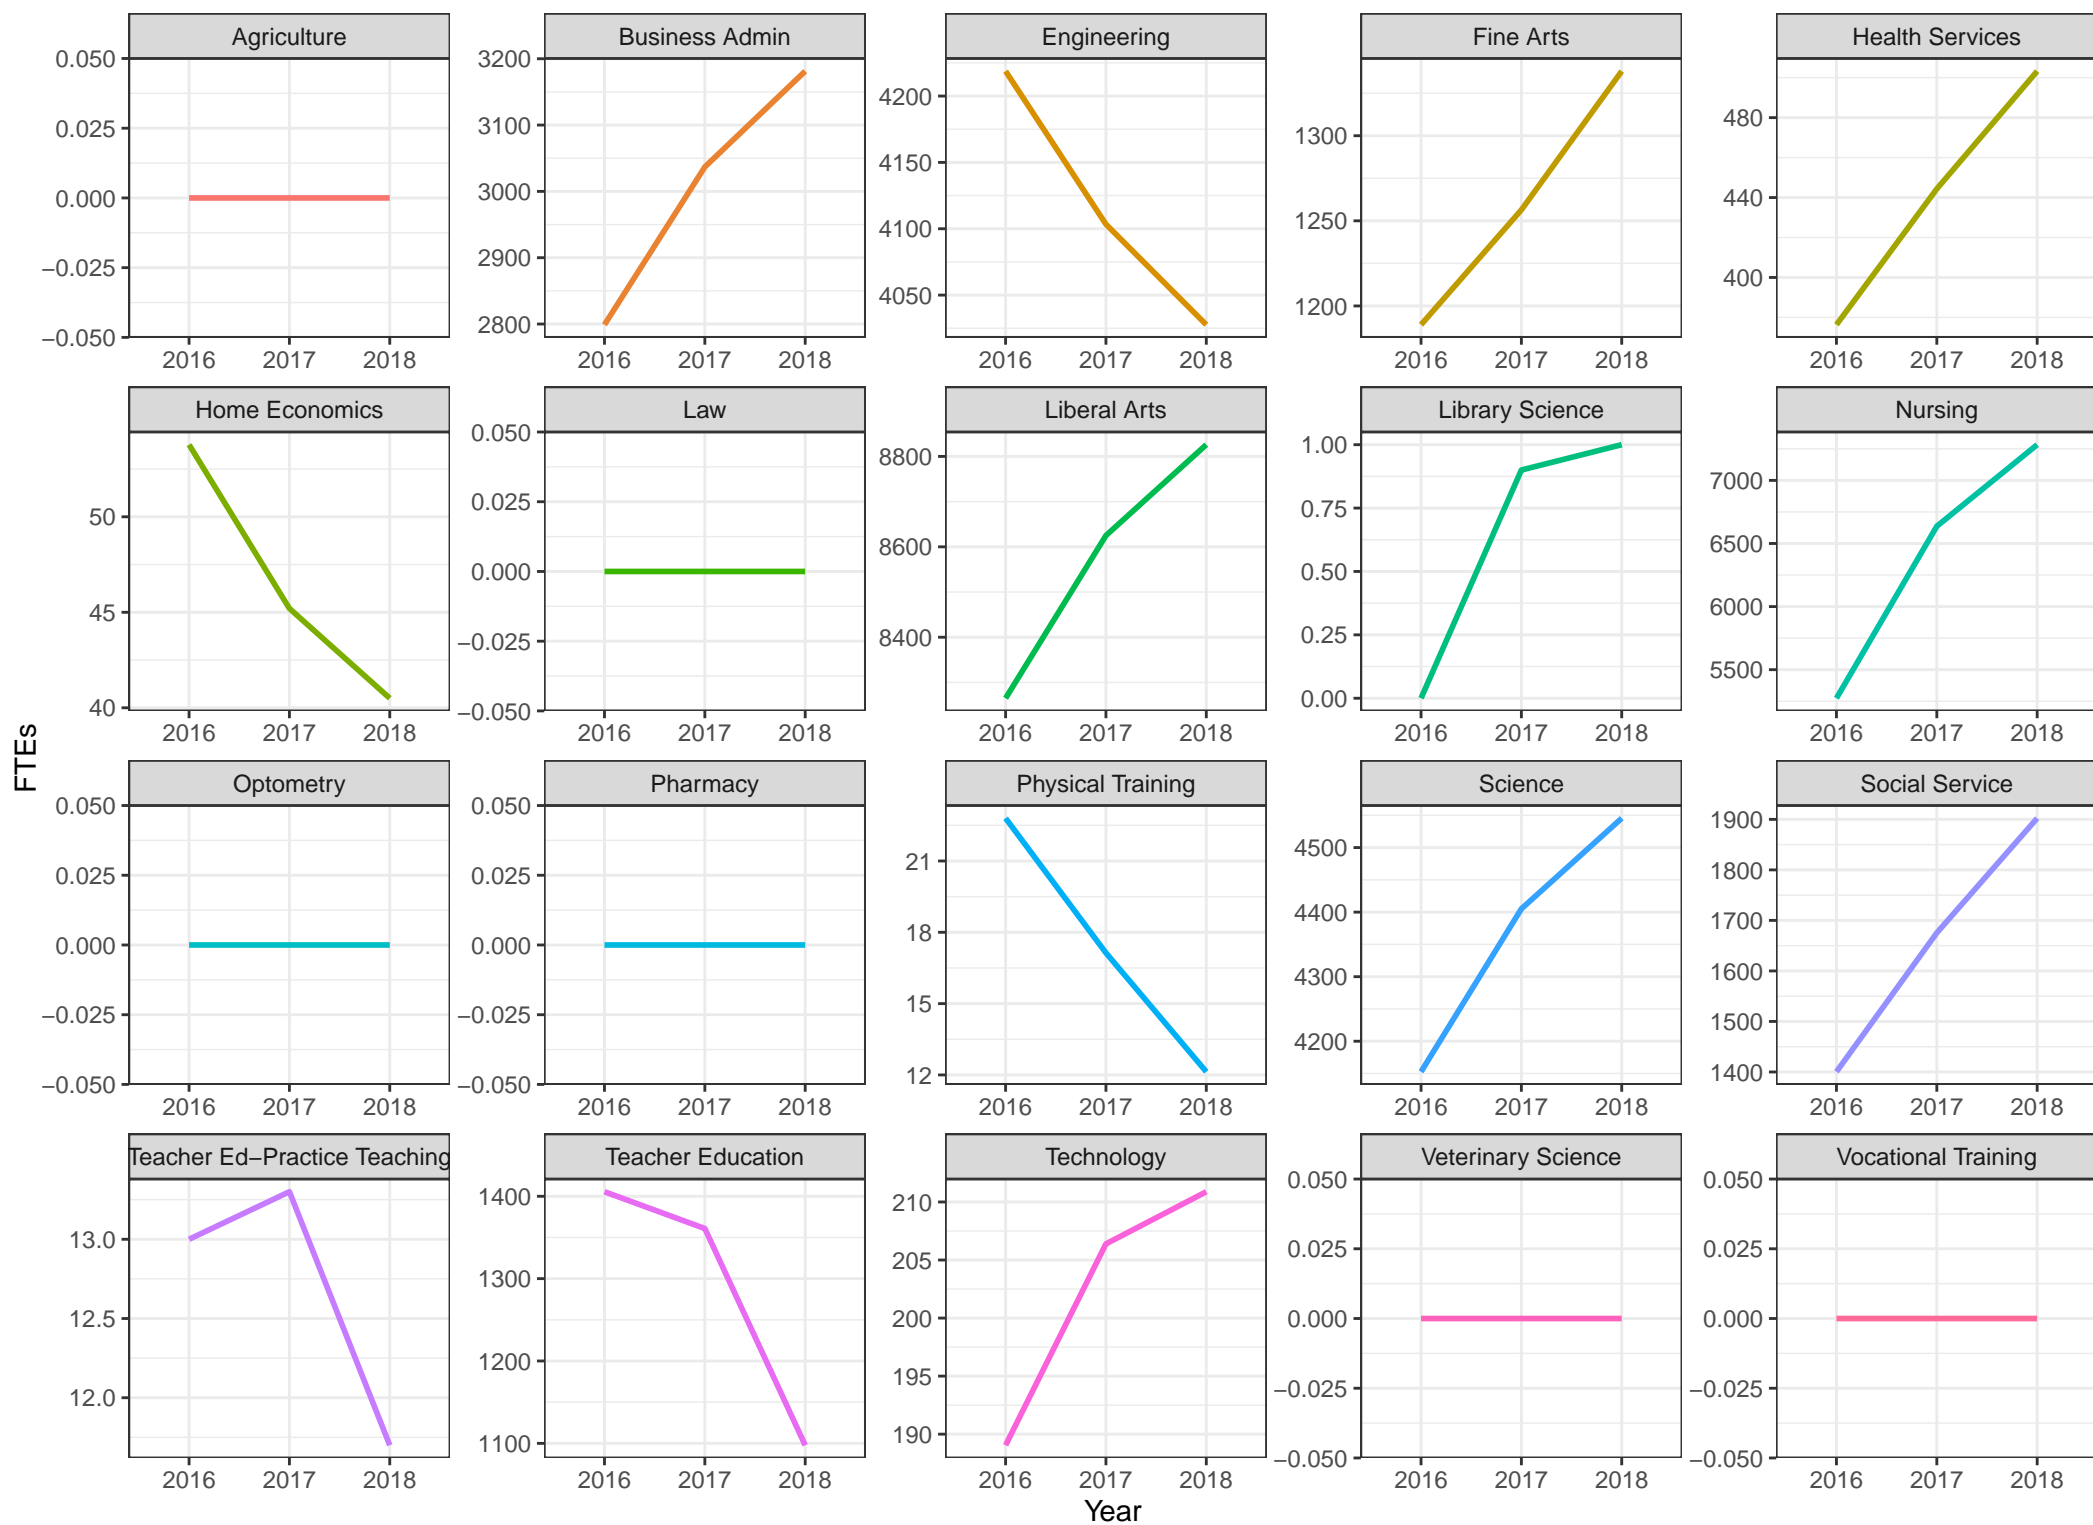 Agriculture Business Admin Engineering Fine Arts Health Services
0.050 3200 4200 1300 480
0.025 3100 4150 1250 440
0.000 3000 4100 1200 400
−0.025 2900 4050
−0.050 2800
2016 2017 2018 2016 2017 2018 2016 2017 2018 2016 2017 2018 2016 2017 2018
Home Economics Law Liberal Arts Library Science Nursing
50 0.050 8800 1.00 7000
45 0.025 8600 0.75 6500
40 0.000 8400 0.50 6000
−0.025 0.25 5500
−0.050 0.00
2016 2017 2018 2016 2017 2018 2016 2017 2018 2016 2017 2018 2016 2017 2018
FTEs
Optometry Pharmacy Physical Training Science Social Service
0.050 0.050 21 4500 1900
0.025 0.025 18 4400 1800
0.000 0.000 15 4300 1700
−0.025 −0.025 12 4200 1600
−0.050 −0.050 1500
1400
2016 2017 2018 2016 2017 2018 2016 2017 2018 2016 2017 2018 2016 2017 2018
Teacher Ed−Practice Teaching Teacher Education Technology Veterinary Science Vocational Training
13.0 1400 210 0.050 0.050
12.5 1300 205 0.025 0.025
12.0 1200 200 0.000 0.000
1100 195 −0.025 −0.025
190 −0.050 −0.050
2016 2017 2018 2016 2017 2018 2016 2017 2018 2016 2017 2018 2016 2017 2018
Year